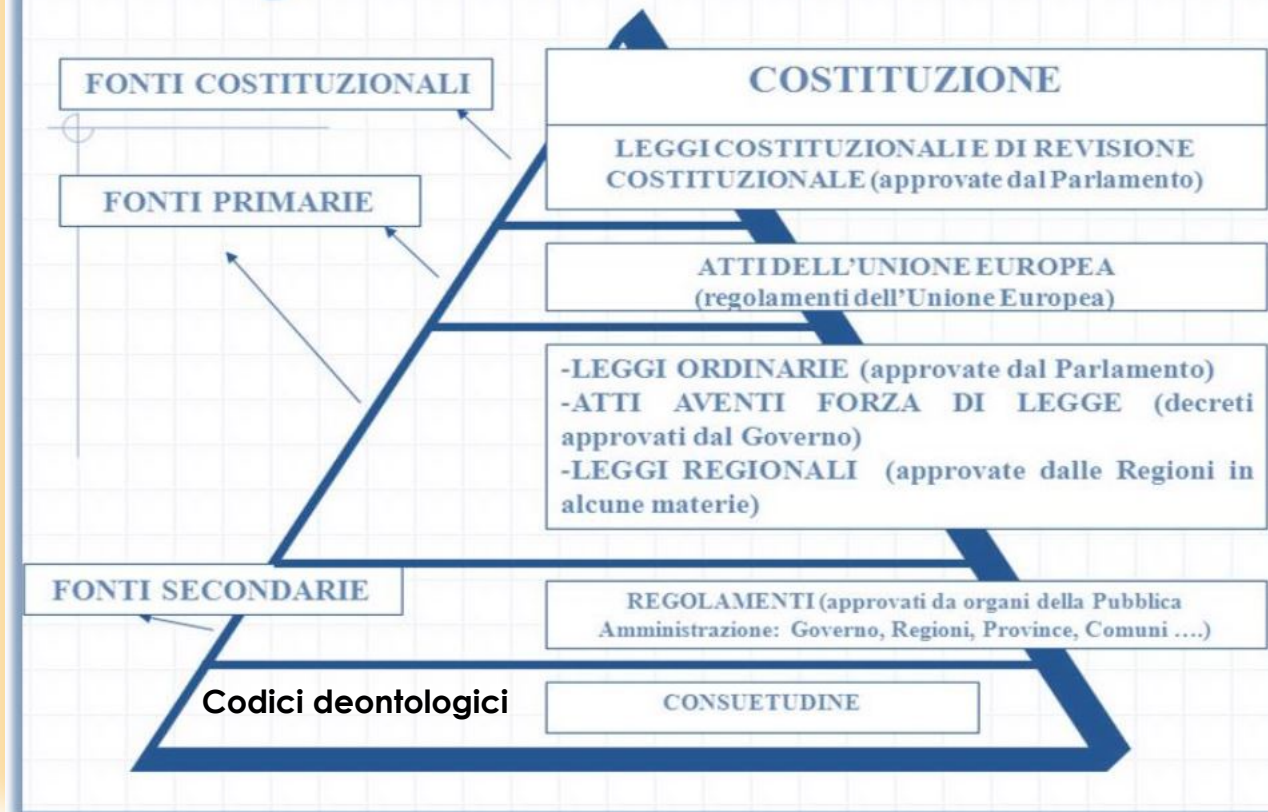 FONTI COSTITUZIONALI
COSTITUZIONE
LEGGI COSTITUZIONALI E DI REVISIONE
COSTITUZIONALE (approvate dal Parlamento)
FONTI PRIMARIE
ATTI DELL'UNIONE EUROPEA
(regolamenti dell'Unione Europea)
-LEGGI ORDINARIE (approvate dal Parlamento)
-ATTI AVENTI FORZA DI LEGGE (decreti
approvati dal Governo)
-LEGGI REGIONALI (approvate dalle Regioni in
alcune materie)
FONTI SECONDARIE
REGOLAMENTI (approvati da organi della Pubblica
Amministrazione: Governo, Regioni, Province, Comuni ....)
Codici deontologici
CONSUETUDINE